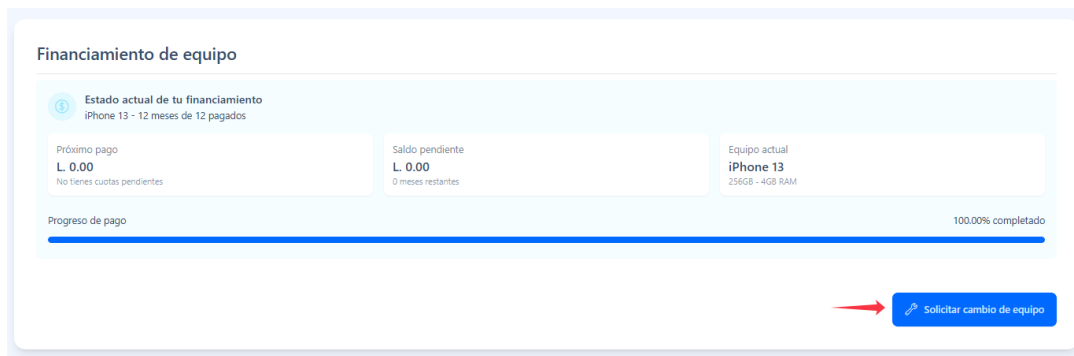 Financiamiento de equipo
Estado actual de tu financiamiento
iPhone 13 - 12 meses de 12 pagados
Próximo pago
L. 0.00
No tienes cuotas pendientes
Saldo pendiente
L. 0.00
0 meses restantes
Equipo actual
iPhone 13
256GB - 4GB RAM
Progreso de pago
100.00% completado
Solicitar cambio de equipo